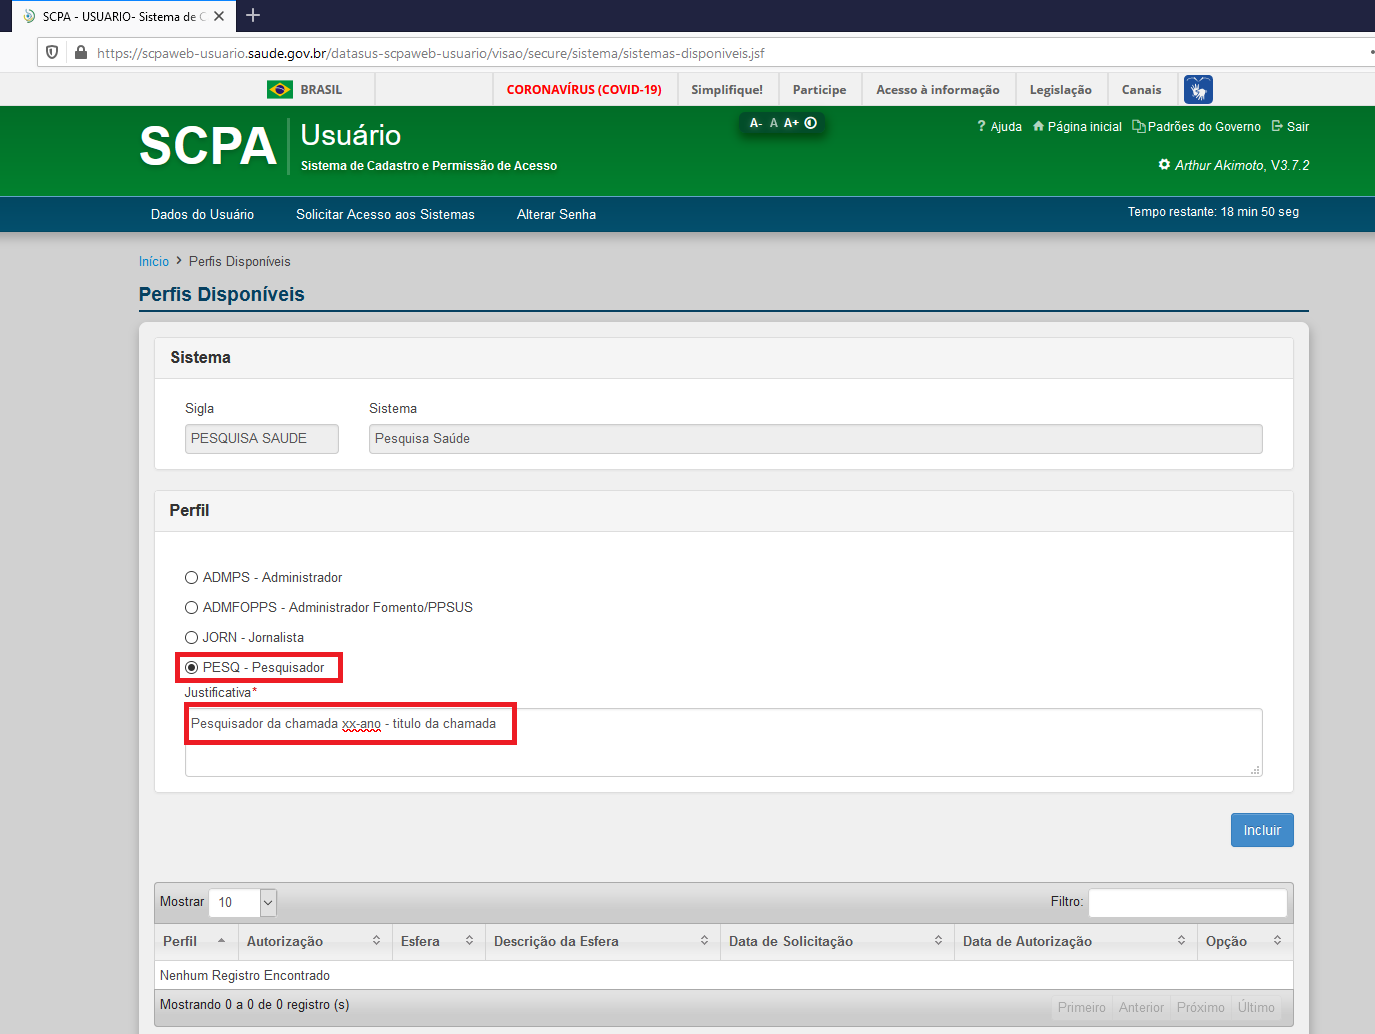 SCPA - USUARIO- Sistema de C
https://scpaweb-usuario.saude.gov.br/datasus-scpaweb-usuario/visao/secure/sistema/sistemas-disponiveis.jsf
BRASIL CORONAVÍRUS (COVID-19) Simplifique! Participe Acesso à informação Legislação Canais
A- A A+
? Ajuda Página inicial Padrões do Governo Sair
SCPA Usuário
Sistema de Cadastro e Permissão de Acesso
Arthur Akimoto, V3.7.2
Dados do Usuário Solicitar Acesso aos Sistemas Alterar Senha Tempo restante: 18 min 50 seg
Início > Perfis Disponíveis
Perfis Disponíveis
Sistema
Sigla Sistema
PESQUISA SAUDE Pesquisa Saúde
Perfil
ADMPS - Administrador
ADMFOPPS - Administrador Fomento/PPSUS
JORN - Jornalista
PESQ - Pesquisador
Justificativa*
Pesquisador da chamada xx-ano - titulo da chamada
Incluir
Mostrar 10 Filtro:
Perfil Autorização Esfera Descrição da Esfera Data de Solicitação Data de Autorização Opção
Nenhum Registro Encontrado
Mostrando 0 a 0 de 0 registro (s) Primeiro Anterior Próximo Último